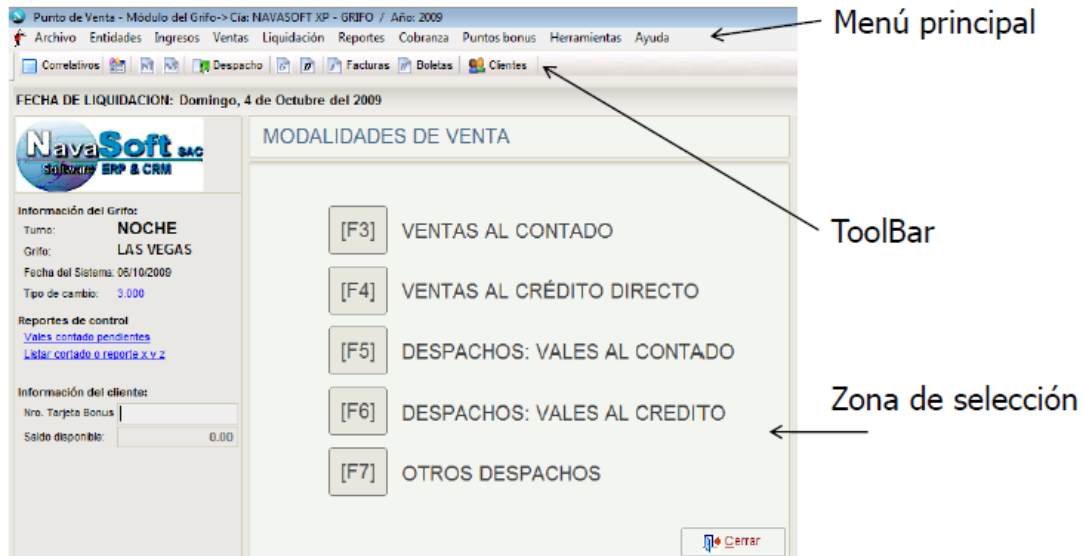 Punto de Venta - Módulo del Grifo-> Cía: NAVASOFT XP - GRIFO / Año: 2009
Menú principal
Archivo Entidades Ingresos Ventas Liquidación Reportes Cobranza Puntos bonus Herramientas Ayuda
Correlativos Despacho Facturas Boletas Clientes
FECHA DE LIQUIDACION: Domingo, 4 de Octubre del 2009
NavaSoft SAC
Software ERP & CRM
MODALIDADES DE VENTA
Información del Grifo:
Turno: NOCHE
Grifo: LAS VEGAS
Fecha del Sistema: 06/10/2009
Tipo de cambio: 3.000
Reportes de control
Vales contado pendientes
Listar cortado o reporte x y z
Información del cliente:
Nro. Tarjeta Bonus
Saldo disponible: 0.00
[F3] VENTAS AL CONTADO
[F4] VENTAS AL CRÉDITO DIRECTO
[F5] DESPACHOS: VALES AL CONTADO
[F6] DESPACHOS: VALES AL CREDITO
[F7] OTROS DESPACHOS
Cerrar
ToolBar
Zona de selección